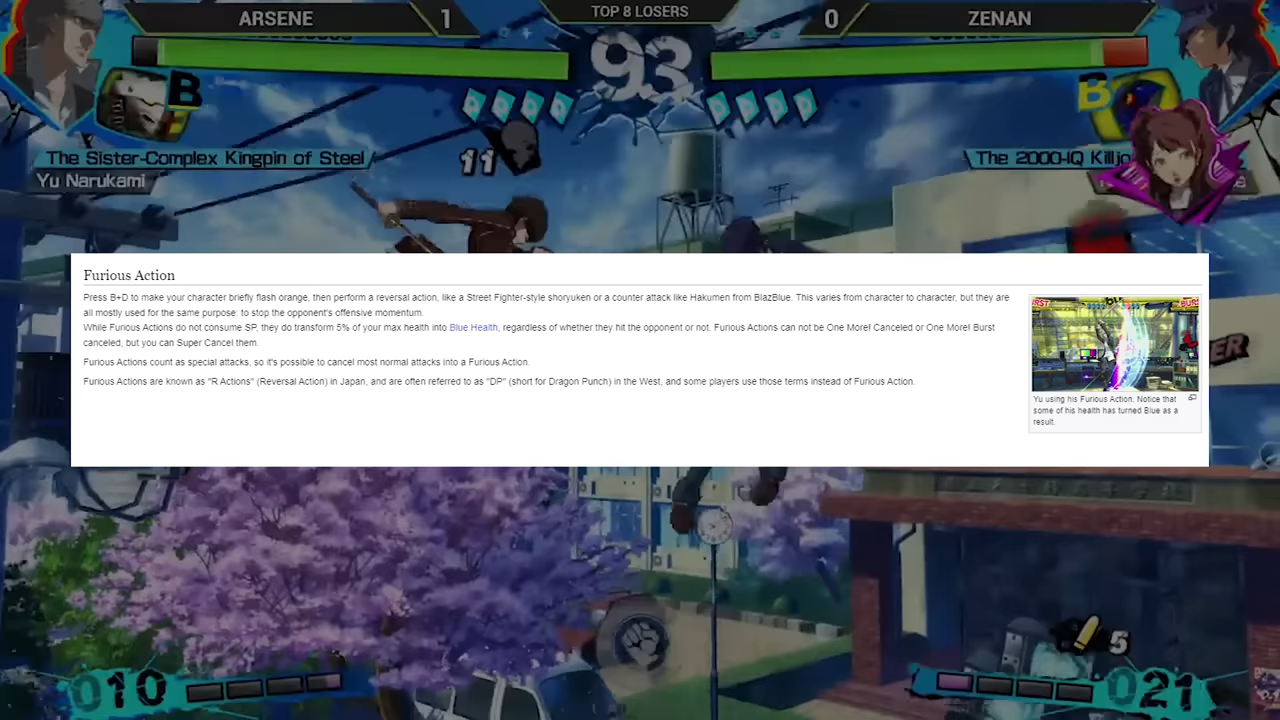 ARSENE 1 TOP 8 LOSERS 0 ZENAN
93
B B
The Sister-Complex Kingpin of Steel
The 2000-IQ Killjo
Yu Narukami
11
Furious Action
Press B+D to make your character briefly flash orange, then perform a reversal action, like a Street Fighter-style shoryuken or a counter attack like Hakumen from BlazBlue. This varies from character to character, but they are
all mostly used for the same purpose: to stop the opponent's offensive momentum.
While Furious Actions do not consume SP, they do transform 5% of your max health into Blue Health, regardless of whether they hit the opponent or not. Furious Actions can not be One More! Canceled or One More! Burst
canceled, but you can Super Cancel them.
Furious Actions count as special attacks, so it's possible to cancel most normal attacks into a Furious Action.
Furious Actions are known as "R Actions" (Reversal Action) in Japan, and are often referred to as "DP" (short for Dragon Punch) in the West, and some players use those terms instead of Furious Action.
Yu using his Furious Action. Notice that
some of his health has turned Blue as a
result.
ER
5
010
021